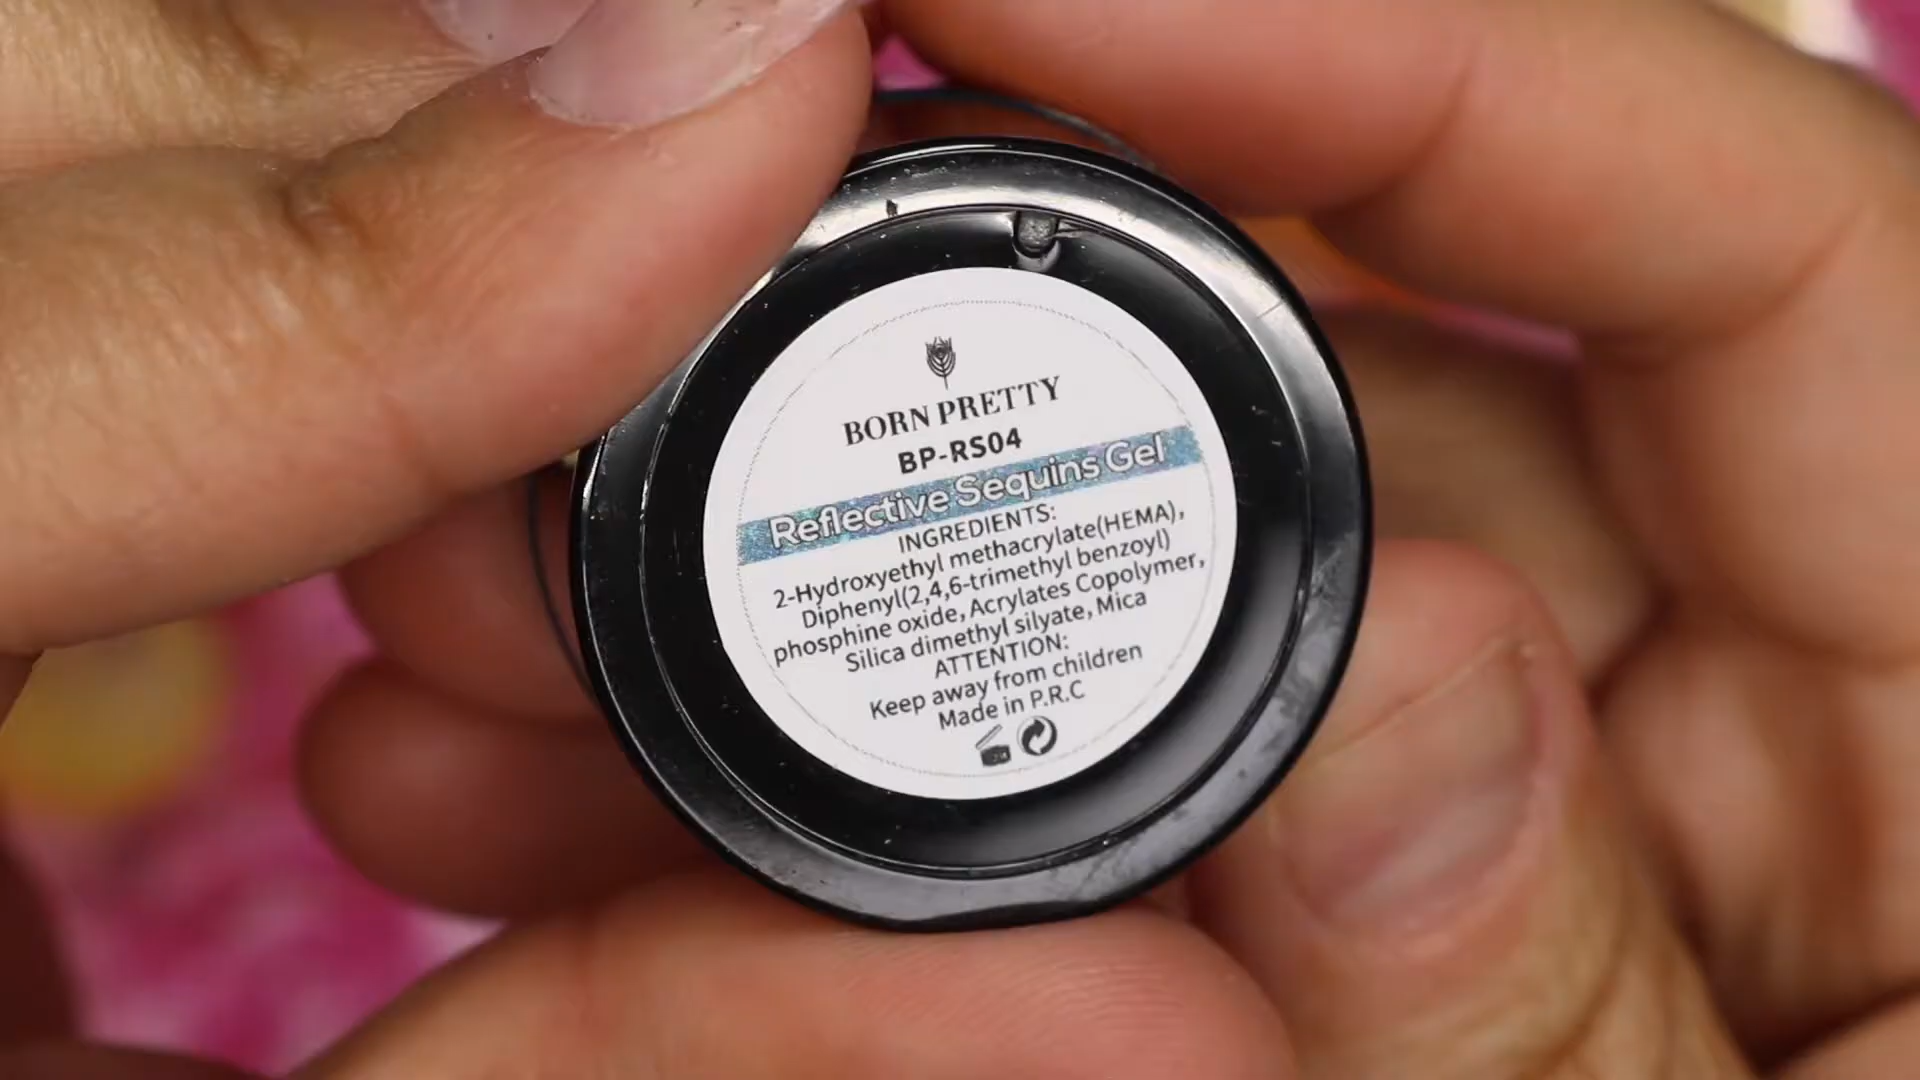 BORN PRETTY
BP-RS04
Reflective Sequins Gel
INGREDIENTS:
2-Hydroxyethyl methacrylate(HEMA),
Diphenyl(2,4,6-trimethyl benzoyl)
phosphine oxide, Acrylates Copolymer,
Silica dimethyl silyate, Mica
ATTENTION:
Keep away from children
Made in P.R.C